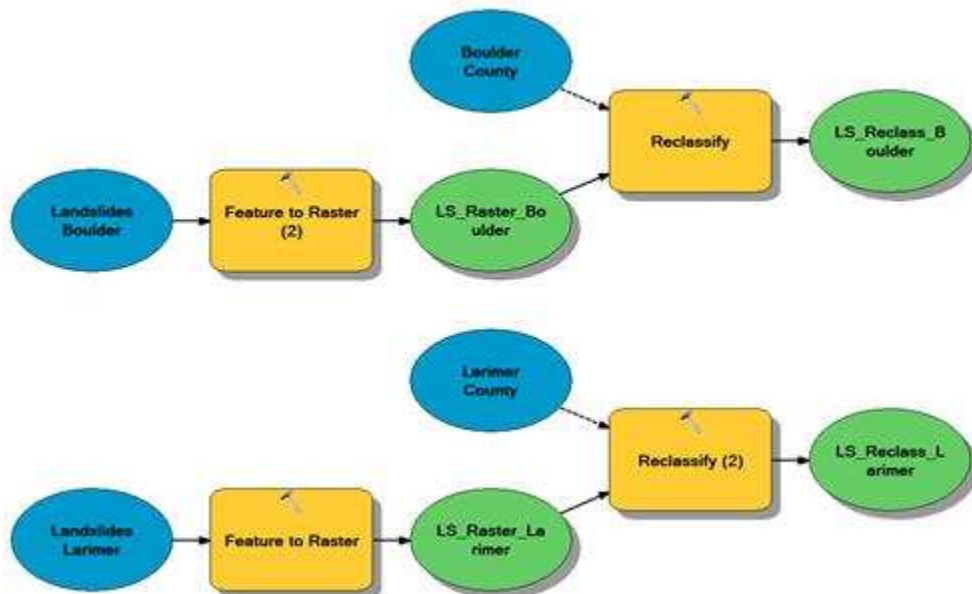 Boulder
County
Reclassify
LS_Reclass_B
oulder
Landslides
Boulder
Feature to Raster
(2)
LS_Raster_Bo
ulder
Larimer
County
Reclassify (2)
LS_Reclass_L
arimer
Landslides
Larimer
Feature to Raster
LS_Raster_La
rimer